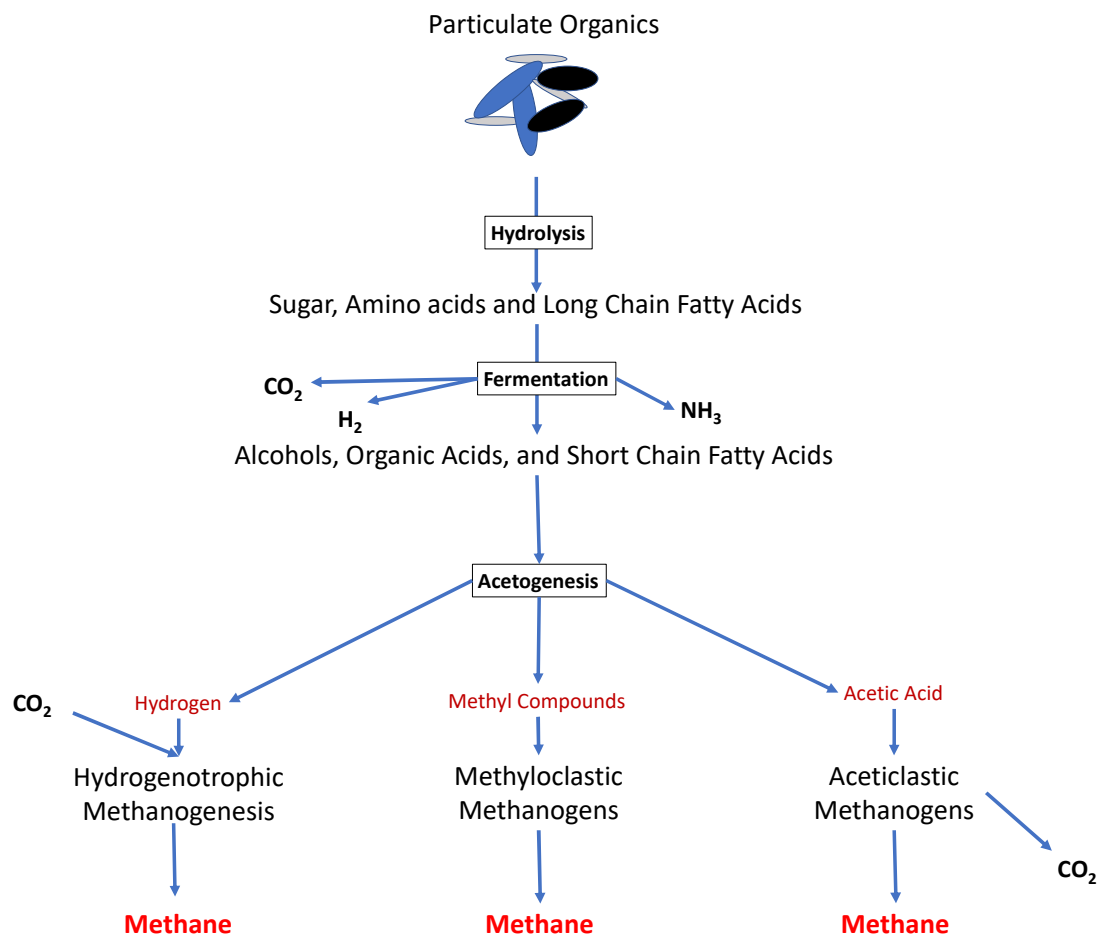 Particulate Organics
Hydrolysis
Sugar, Amino acids and Long Chain Fatty Acids
Fermentation
CO₂
H₂
NH₃
Alcohols, Organic Acids, and Short Chain Fatty Acids
Acetogenesis
CO₂
Hydrogen
Methyl Compounds
Acetic Acid
Hydrogenotrophic
Methanogenesis
Methyloclastic
Methanogens
Aceticlastic
Methanogens
CO₂
Methane
Methane
Methane